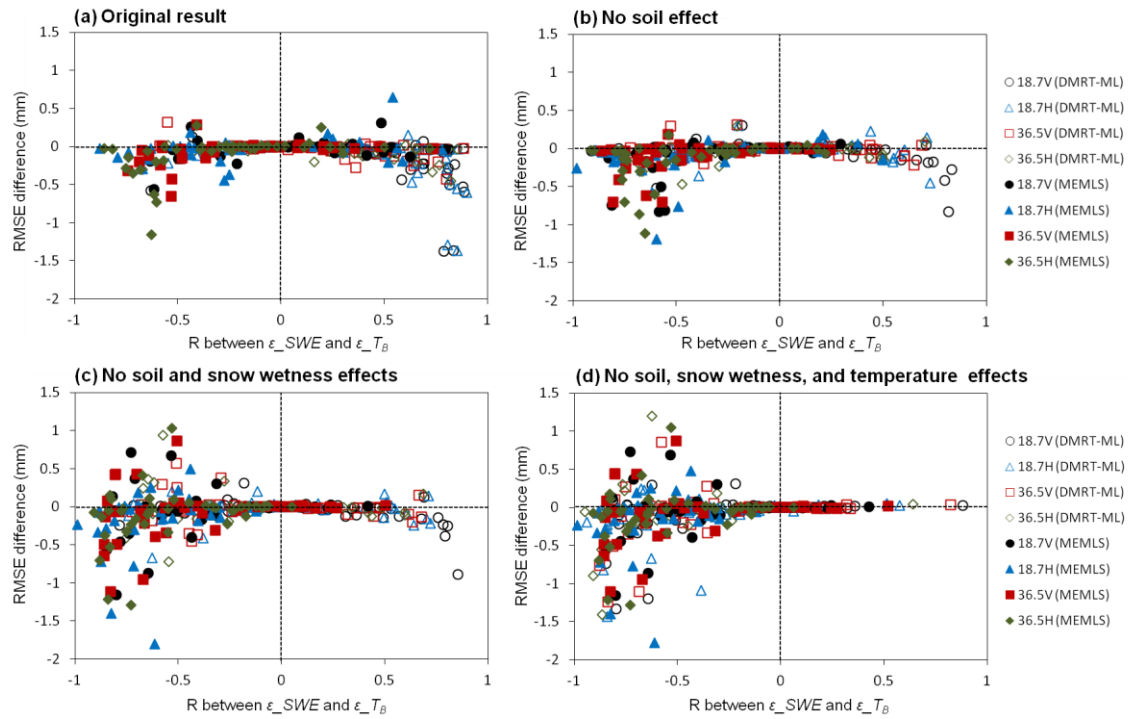 (a) Original result
1.5
1
0.5
0
-0.5
-1
-1.5
-2
RMSE difference (mm)
-1 -0.5 0 0.5 1
R between ε_SWE and ε_TB
(b) No soil effect
1.5
1
0.5
0
-0.5
-1
-1.5
-2
RMSE difference (mm)
-1 -0.5 0 0.5 1
R between ε_SWE and ε_TB
18.7V(DMRT-ML)
18.7H(DMRT-ML)
36.5V(DMRT-ML)
36.5H(DMRT-ML)
18.7V(MEMLS)
18.7H(MEMLS)
36.5V(MEMLS)
36.5H(MEMLS)
(c) No soil and snow wetness effects
1.5
1
0.5
0
-0.5
-1
-1.5
-2
RMSE difference (mm)
-1 -0.5 0 0.5 1
R between ε_SWE and ε_TB
(d) No soil, snow wetness, and temperature effects
1.5
1
0.5
0
-0.5
-1
-1.5
-2
RMSE difference (mm)
-1 -0.5 0 0.5 1
R between ε_SWE and ε_TB
18.7V(DMRT-ML)
18.7H(DMRT-ML)
36.5V(DMRT-ML)
36.5H(DMRT-ML)
18.7V(MEMLS)
18.7H(MEMLS)
36.5V(MEMLS)
36.5H(MEMLS)